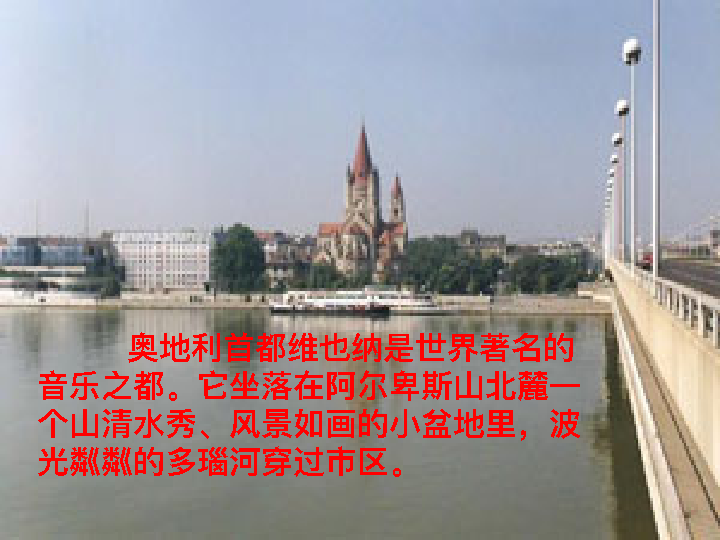 奥地利首都维也纳是世界著名的
音乐之都。它坐落在阿尔卑斯山北麓一
个山清水秀、风景如画的小盆地里，波
光粼粼的多瑙河穿过市区。